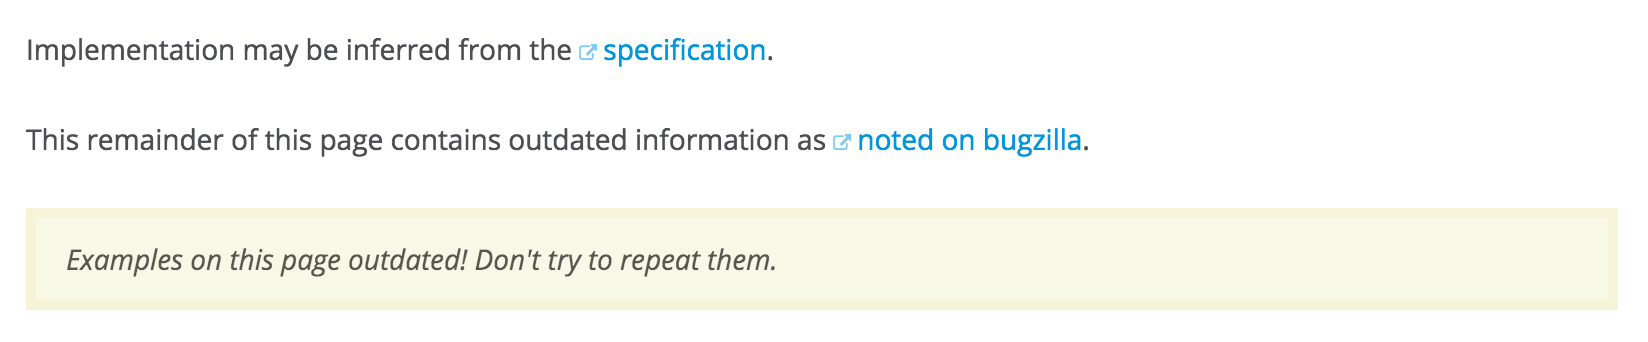 Implementation may be inferred from the specification.
This remainder of this page contains outdated information as noted on bugzilla.
Examples on this page outdated! Don't try to repeat them.